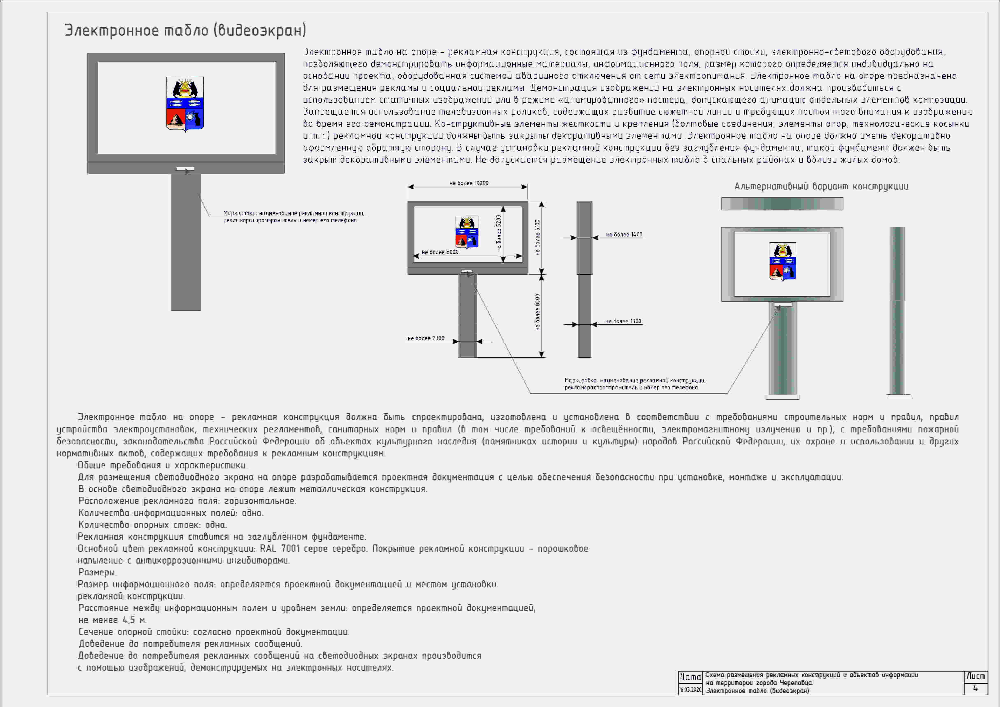 Электронное табло (видеоэкран)
Электронное табло на опоре – рекламная конструкция, состоящая из фундамента, опорной стойки, электронно-светового оборудования,
позволяющего демонстрировать информационные материалы, информационного поля, размер которого определяется индивидуально на
основании проекта, оборудованная системой аварийного отключения от сети электропитания. Электронное табло на опоре предназначено
для размещения рекламы и социальной рекламы. Демонстрация изображений на электронных носителях должна производиться с
использованием статичных изображений или в режиме «анимированного» постера, допускающего анимацию отдельных элементов композиции.
Запрещается использование телевизионных роликов, содержащих развитие сюжетной линии и требующих постоянного внимания к изображению
во время его демонстрации. Конструктивные элементы жесткости и крепления (болтовые соединения, элементы опор, технологические косынки
и т.п.) рекламной конструкции должны быть закрыты декоративными элементами. Электронное табло на опоре должно иметь декоративно
оформленную обратную сторону. В случае установки рекламной конструкции без заглубления фундамента, такой фундамент должен быть
закрыт декоративными элементами. Не допускается размещение электронных табло в спальных районах и вблизи жилых домов.
Маркировка: наименование рекламной конструкции,
рекламораспространитель и номер его телефона
не более 10000
не более 5200
не более 6100
не более 8000
не более 8000
не более 2300
не более 1400
не более 1300
Альтернативный вариант конструкции
Маркировка: наименование рекламной конструкции,
рекламораспространитель и номер его телефона
Электронное табло на опоре – рекламная конструкция должна быть спроектирована, изготовлена и установлена в соответствии с требованиями строительных норм и правил, правил
устройства электроустановок, технических регламентов, санитарных норм и правил (в том числе требований к освещённости, электромагнитному излучению и пр.), с требованиями пожарной
безопасности, законодательства Российской Федерации об объектах культурного наследия (памятниках истории и культуры) народов Российской Федерации, их охране и использовании и других
нормативных актов, содержащих требования к рекламным конструкциям.
Общие требования и характеристики.
Для размещения светодиодного экрана на опоре разрабатывается проектная документация с целью обеспечения безопасности при установке, монтаже и эксплуатации.
В основе светодиодного экрана на опоре лежит металлическая конструкция.
Расположение рекламного поля: горизонтальное.
Количество информационных полей: одно.
Количество опорных стоек: одна.
Рекламная конструкция ставится на заглублённом фундаменте.
Основной цвет рекламной конструкции: RAL 7001 серое серебро. Покрытие рекламной конструкции – порошковое
напыление с антикоррозионными ингибиторами.
Размеры.
Размер информационного поля: определяется проектной документацией и местом установки
рекламной конструкции.
Расстояние между информационным полем и уровнем земли: определяется проектной документацией,
не менее 4,5 м.
Сечение опорной стойки: согласно проектной документации.
Доведение до потребителя рекламных сообщений.
Доведение до потребителя рекламных сообщений на светодиодных экранах производится
с помощью изображений, демонстрируемых на электронных носителях.
Дата
16.03.2020
Схема размещения рекламных конструкций и объектов информации
на территории города Череповца.
Электронное табло (видеоэкран)
Лист
4